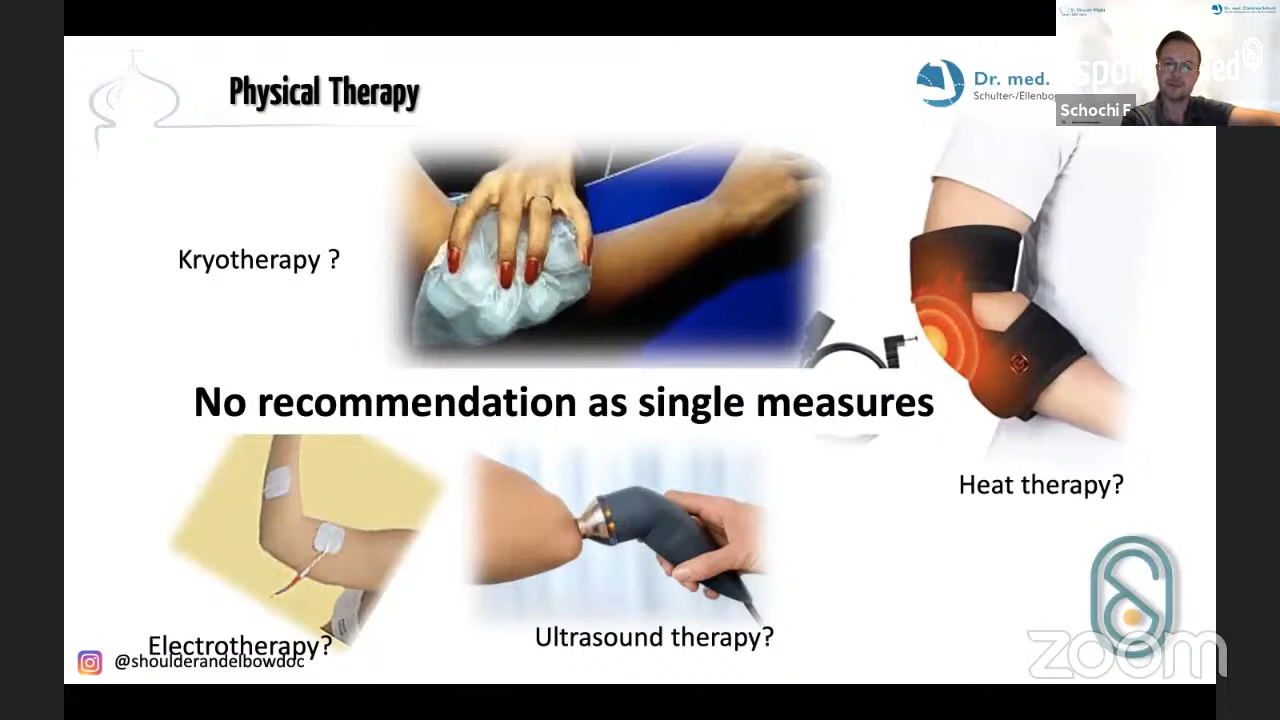 Physical Therapy
Dr. med.
Schulter-/Ellenbo
Schochi F
Kryotherapy ?
No recommendation as single measures
Heat therapy?
Electrotherapy?
Ultrasound therapy?
@shoulderandelbowdoc
zoom